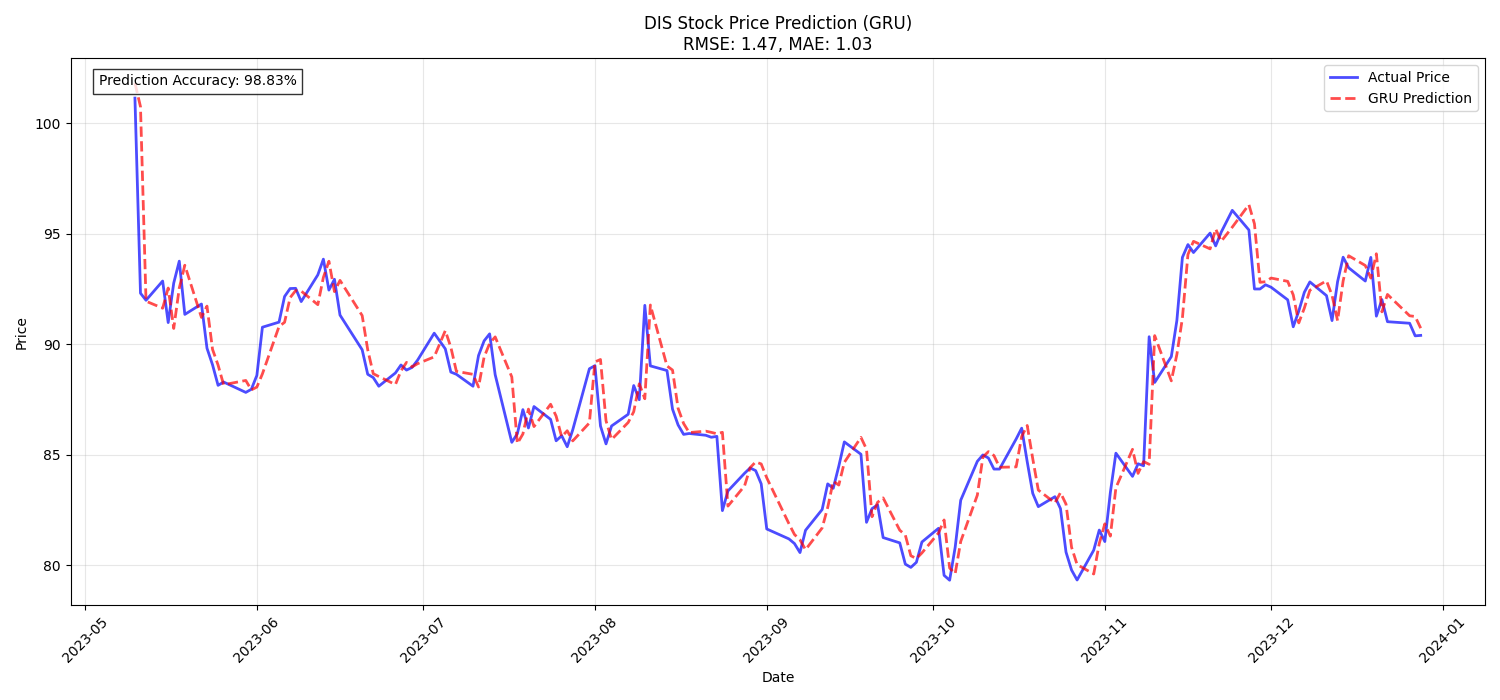 DIS Stock Price Prediction (GRU)
RMSE: 1.47, MAE: 1.03
Prediction Accuracy: 98.83%
Actual Price
GRU Prediction
Price
100
95
90
85
80
2023-05
2023-06
2023-07
2023-08
2023-09
2023-10
2023-11
2023-12
2024-01
Date